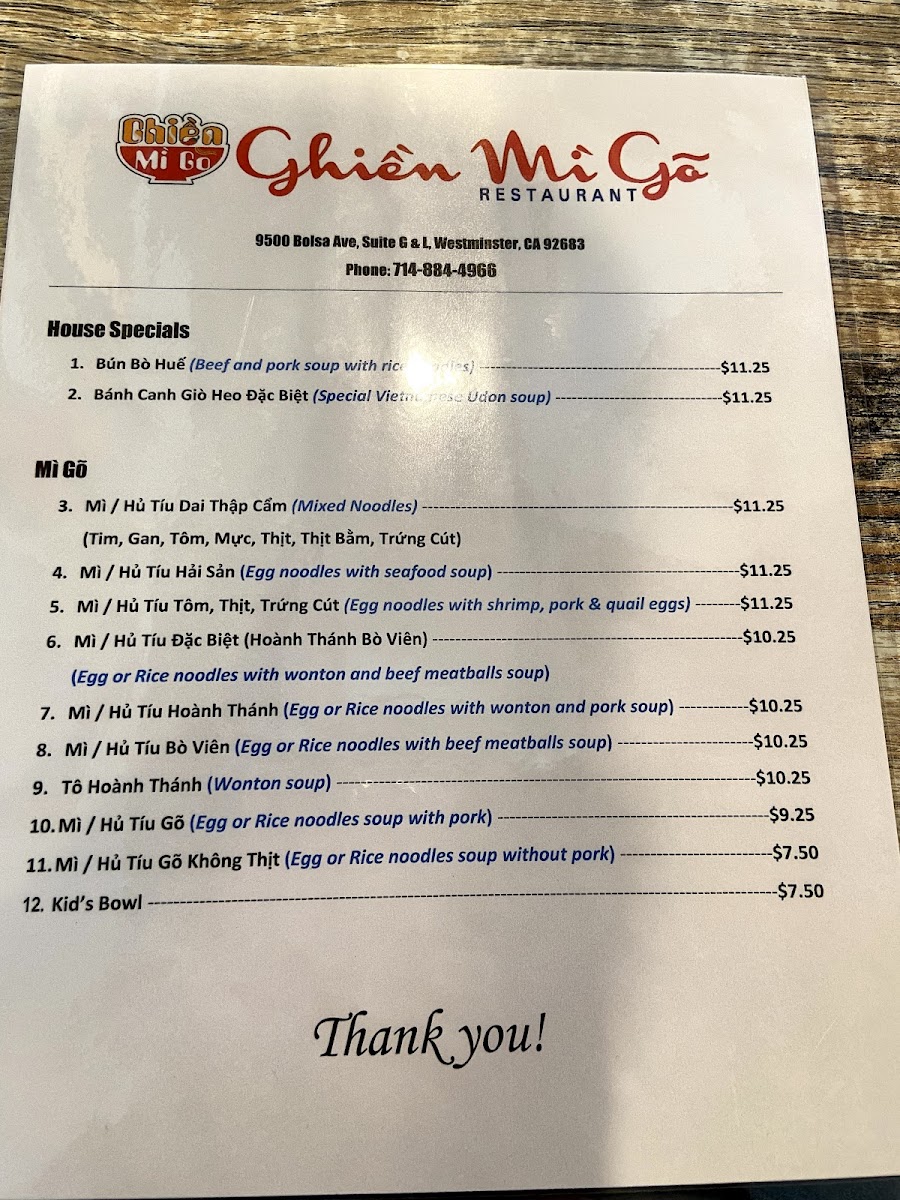 Ghiền
Mì Gõ
Ghiền Mì Gõ
RESTAURANT
9500 Bolsa Ave, Suite G & L, Westminster, CA 92683
Phone: 714-884-4966
House Specials
1. Bún Bò Huế (Beef and pork soup with rice noodles) $11.25
2. Bánh Canh Giò Heo Đặc Biệt (Special Vietnamese Udon soup) $11.25
Mì Gõ
3. Mì / Hủ Tíu Dai Thập Cẩm (Mixed Noodles) $11.25
(Tim, Gan, Tôm, Mực, Thịt, Thịt Bằm, Trứng Cút)
4. Mì / Hủ Tíu Hải Sản (Egg noodles with seafood soup) $11.25
5. Mì / Hủ Tíu Tôm, Thịt, Trứng Cút (Egg noodles with shrimp, pork & quail eggs) $11.25
6. Mì / Hủ Tíu Đặc Biệt (Hoành Thánh Bò Viên) $10.25
(Egg or Rice noodles with wonton and beef meatballs soup)
7. Mì / Hủ Tíu Hoành Thánh (Egg or Rice noodles with wonton and pork soup) $10.25
8. Mì / Hủ Tíu Bò Viên (Egg or Rice noodles with beef meatballs soup) $10.25
9. Tô Hoành Thánh (Wonton soup) $10.25
10. Mì / Hủ Tíu Gõ (Egg or Rice noodles soup with pork) $9.25
11. Mì / Hủ Tíu Gõ Không Thịt (Egg or Rice noodles soup without pork) $7.50
12. Kid's Bowl $7.50
Thank you!